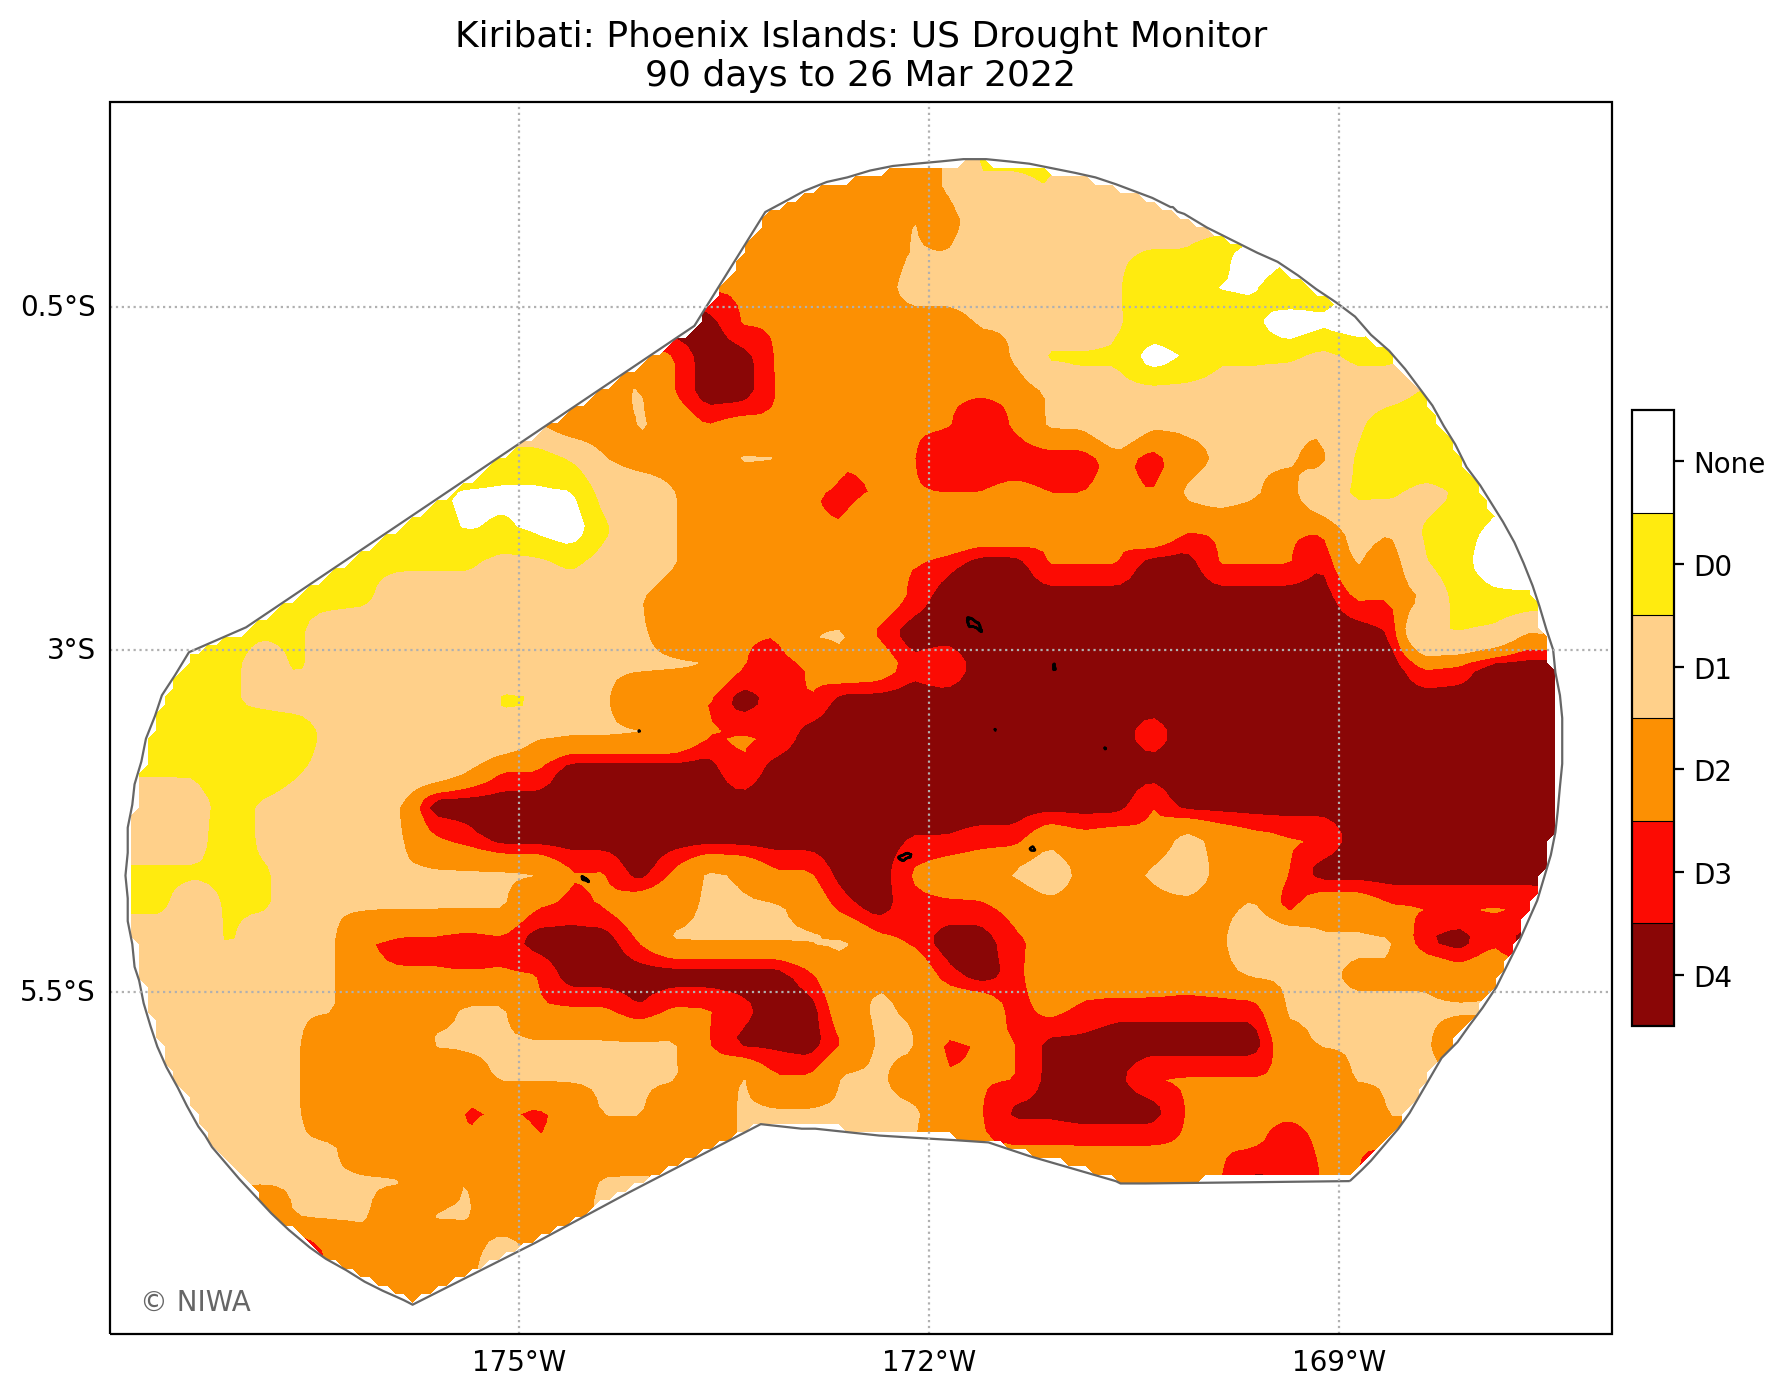 Kiribati: Phoenix Islands: US Drought Monitor
90 days to 26 Mar 2022
0.5°S
3°S
5.5°S
175°W
172°W
169°W
None
D0
D1
D2
D3
D4
© NIWA